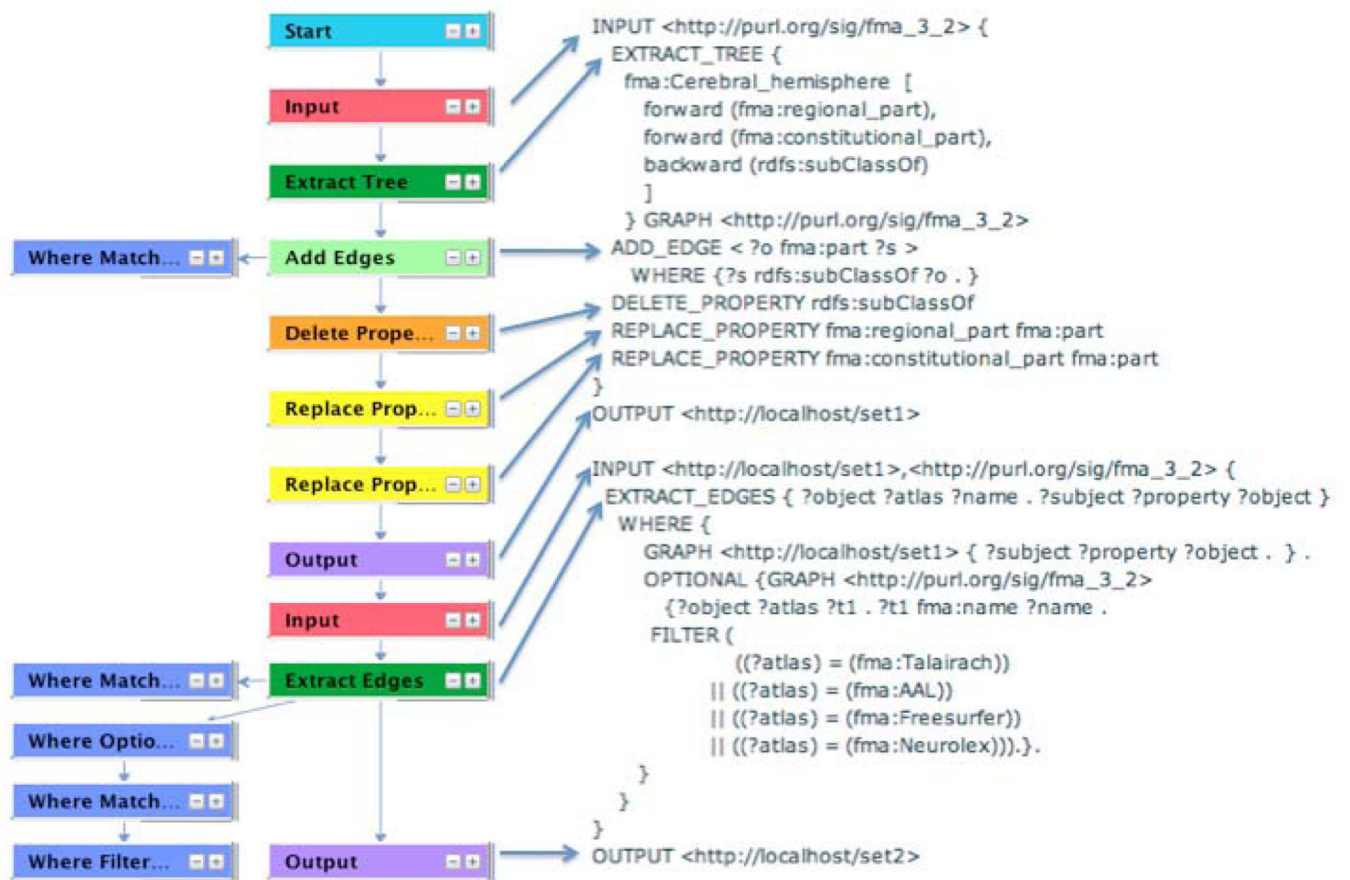 Start
Input
Extract Tree
Where Match...
Add Edges
Delete Prope...
Replace Prop...
Replace Prop...
Output
Input
Where Match...
Extract Edges
Where Optio...
Where Match...
Where Filter...
Output
INPUT <http://purl.org/sig/fma_3_2> {
EXTRACT_TREE {
fma:Cerebral_hemisphere [
forward (fma:regional_part),
forward (fma:constitutional_part),
backward (rdfs:subClassOf)
]
} GRAPH <http://purl.org/sig/fma_3_2>
ADD_EDGE < ?o fma:part ?s >
WHERE {?s rdfs:subClassOf ?o . }
DELETE_PROPERTY rdfs:subClassOf
REPLACE_PROPERTY fma:regional_part fma:part
REPLACE_PROPERTY fma:constitutional_part fma:part
}
OUTPUT <http://localhost/set1>
INPUT <http://localhost/set1>,<http://purl.org/sig/fma_3_2> {
EXTRACT_EDGES { ?object ?atlas ?name . ?subject ?property ?object }
WHERE {
GRAPH <http://localhost/set1> { ?subject ?property ?object . } .
OPTIONAL {GRAPH <http://purl.org/sig/fma_3_2>
{?object ?atlas ?t1 . ?t1 fma:name ?name .
FILTER (
((?atlas) = (fma:Talairach))
|| ((?atlas) = (fma:AAL))
|| ((?atlas) = (fma:Freesurfer))
|| ((?atlas) = (fma:Neurolex))).}.
}
}
}
OUTPUT <http://localhost/set2>